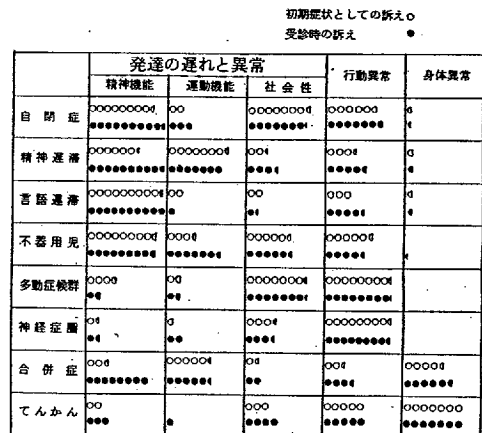 初期症状としての訴え○
受診時の訴え ●
発達の遅れと異常
精神機能 運動機能 社会性 行動異常 身体異常
自閉症
精神遅滞
言語遅滞
不器用児
多動症候群
神経症圏
合併症
てんかん